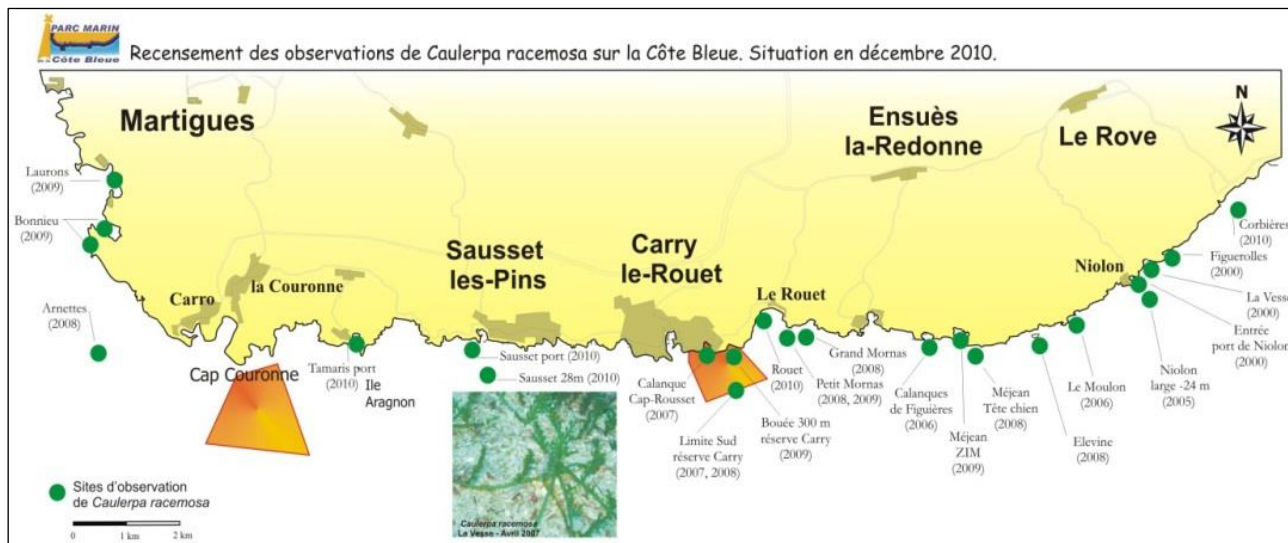 PARC MARIN
de la
Côte Bleue
Recensement des observations de Caulerpa racemosa sur la Côte Bleue. Situation en décembre 2010.
N
Martigues
Ensuès
la-Redonne
Le Rove
Laurons
(2009)
Bonnieu
(2009)
Arnettes
(2008)
Carro
la Couronne
Cap Couronne
Tamaris port
(2010)
Ile
Aragnon
Sausset
les-Pins
Sausset port (2010)
Sausset 28m (2010)
Carry
le-Rouet
Calanque
Cap-Rousset
(2007)
Limite Sud
réserve Carry
(2007, 2008)
Bouée 300 m
réserve Carry
(2009)
Le Rouet
Rouet
(2010)
Petit Mornas
(2008, 2009)
Grand Mornas
(2008)
Calanques
de Figuières
(2006)
Méjean
ZIM
(2009)
Méjean
Tête chien
(2008)
Elevine
(2008)
Le Moulon
(2006)
Niolon
Niolon
large -24 m
(2005)
Entrée
port de Niolon
(2000)
La Vesse
(2000)
Figuerolles
(2000)
Corbières
(2010)
Sites d'observation
de Caulerpa racemosa
0 1 km 2 km
Caulerpa racemosa
La Vesse - Avril 2007